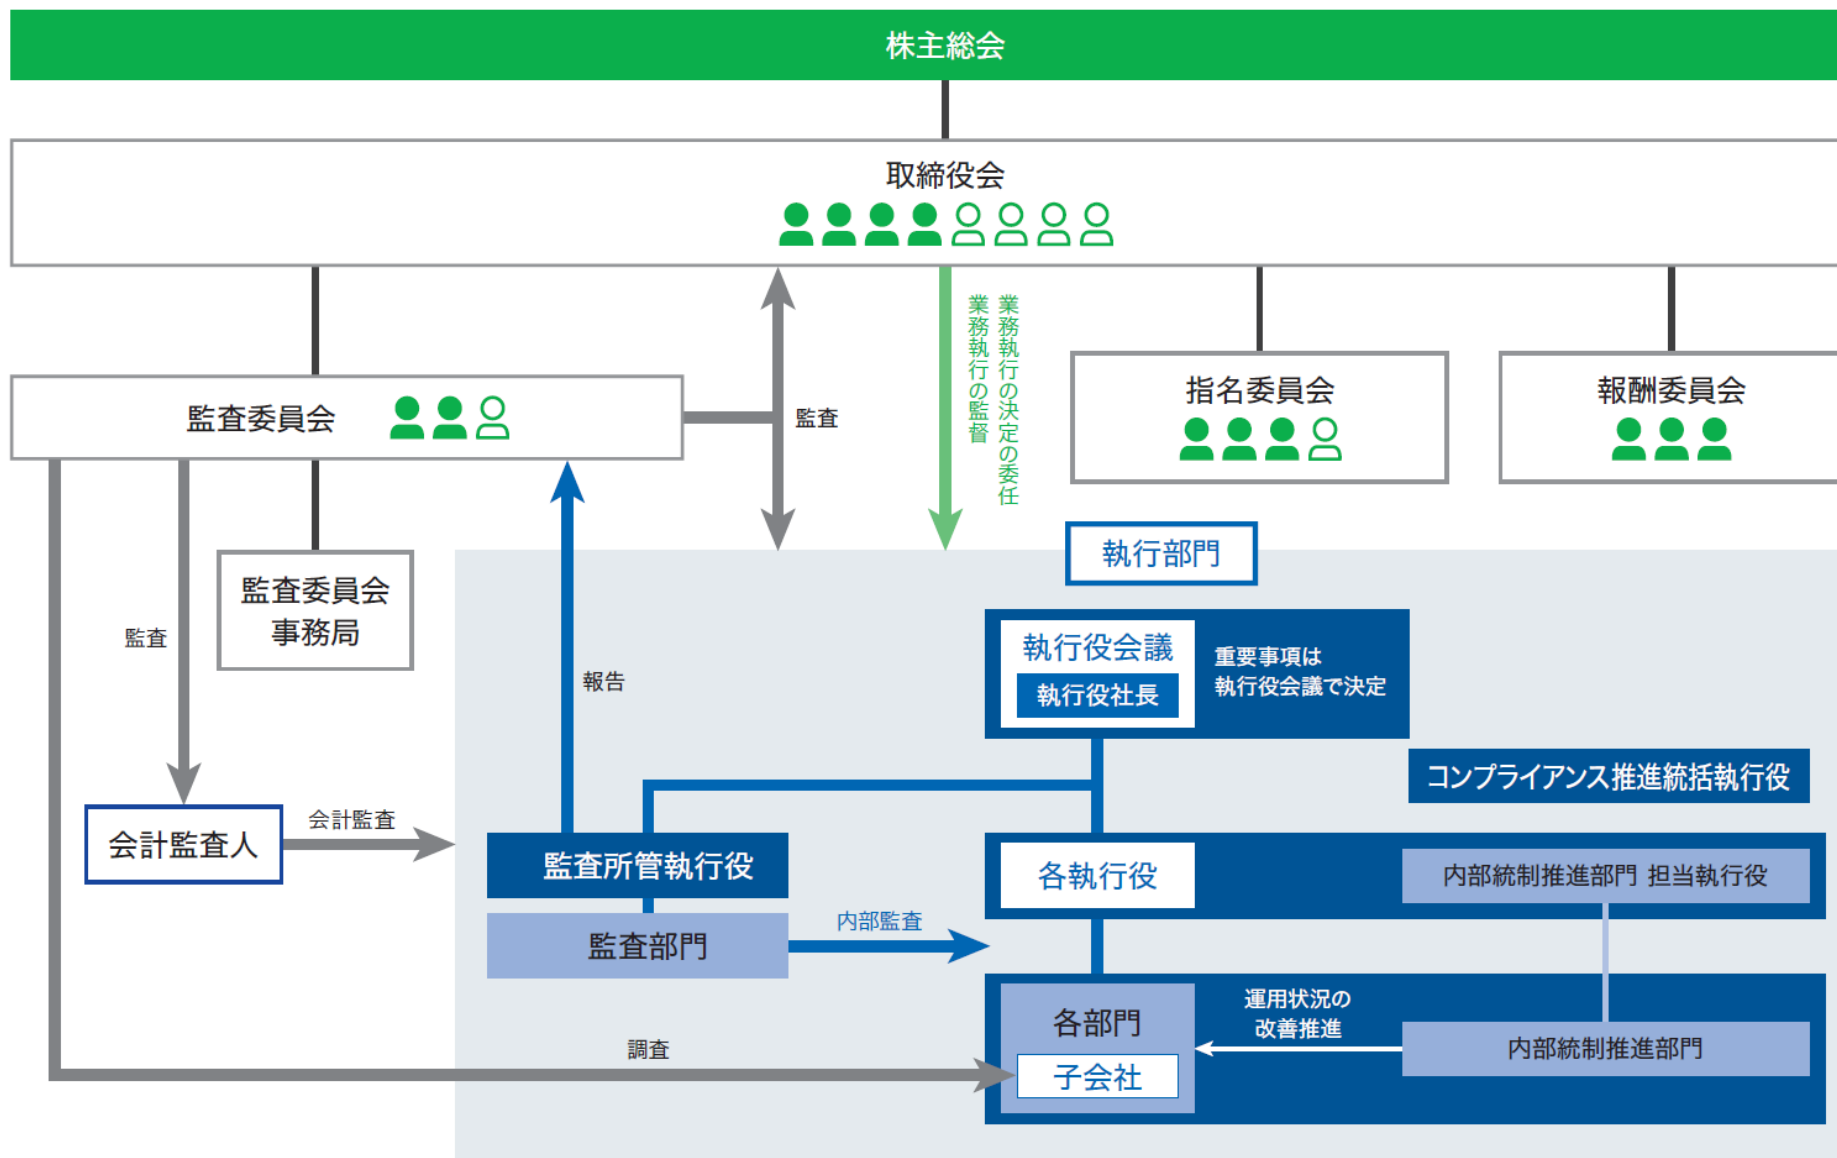 株主総会
取締役会
業務執行の決定の委任
業務執行の監督
監査委員会
監査
指名委員会
報酬委員会
執行部門
監査委員会
事務局
監査
報告
執行役会議
執行役社長
重要事項は
執行役会議で決定
コンプライアンス推進統括執行役
会計監査人
会計監査
監査所管執行役
各執行役
内部統制推進部門 担当執行役
監査部門
内部監査
各部門
子会社
運用状況の
改善推進
内部統制推進部門
調査